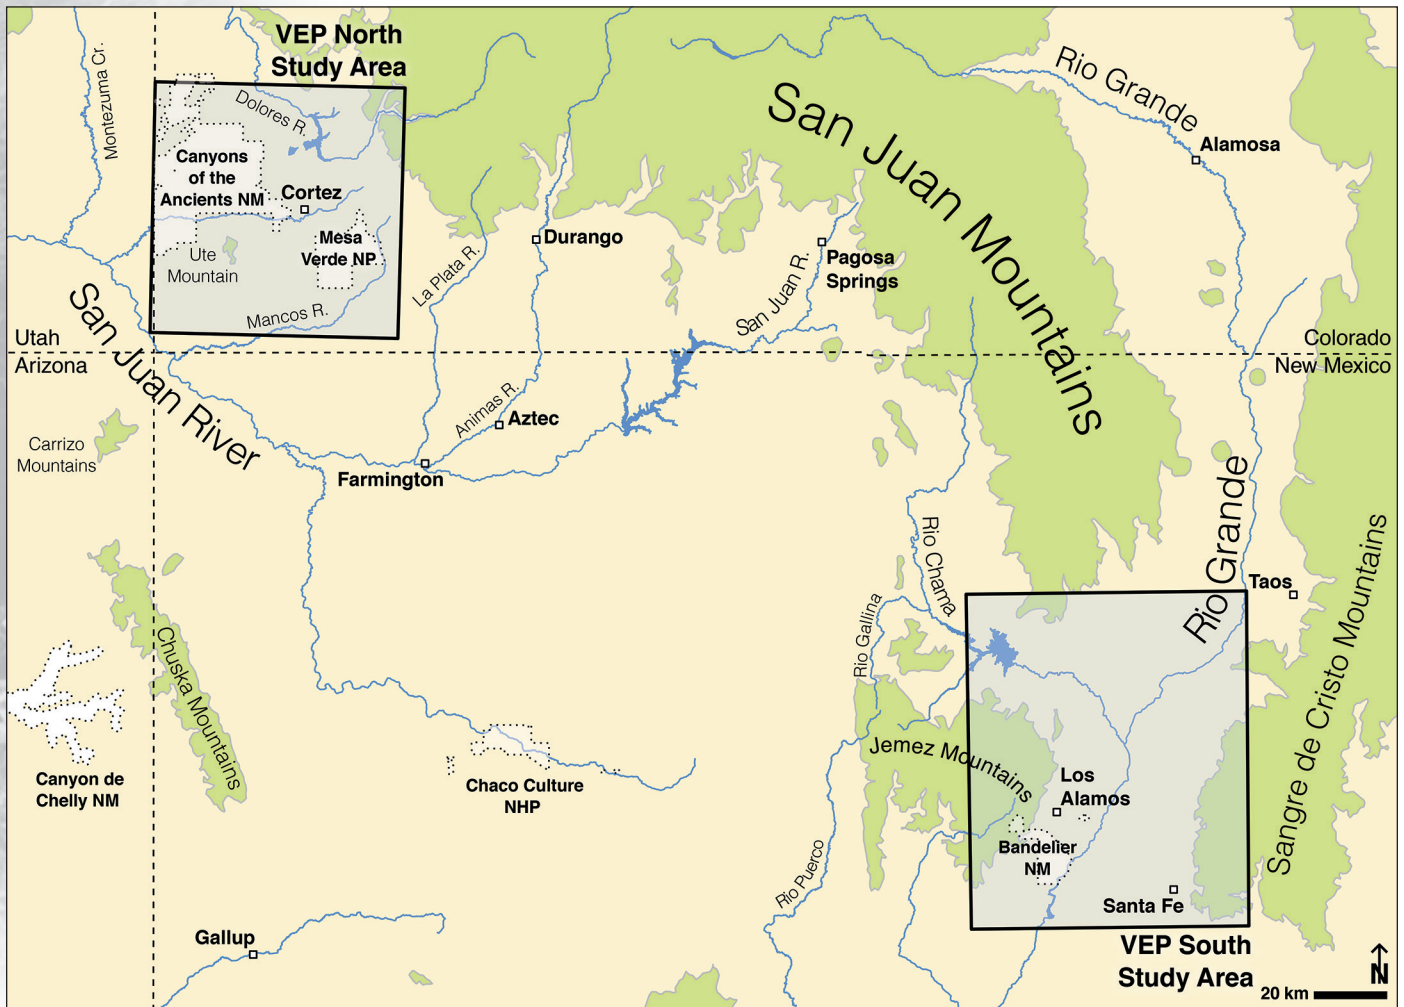 VEP North
Study Area
Montezuma Cr.
Dolores R.
Canyons
of the
Ancients NM
Cortez
Mesa
Verde NP
Ute
Mountain
Mancos R.
La Plata R.
Durango
San Juan R.
Pagosa
Springs
San Juan Mountains
Rio Grande
Alamosa
Utah
Arizona
Colorado
New Mexico
San Juan River
Carrizo
Mountains
Animas R.
Aztec
Farmington
Rio Chama
Rio Grande
Taos
Rio Gallina
Sangre de Cristo Mountains
Chuska Mountains
Canyon de
Chelly NM
Chaco Culture
NHP
Jemez Mountains
Los
Alamos
Bandelier
NM
Rio Puerco
Santa Fe
Gallup
VEP South
Study Area
N
20 km